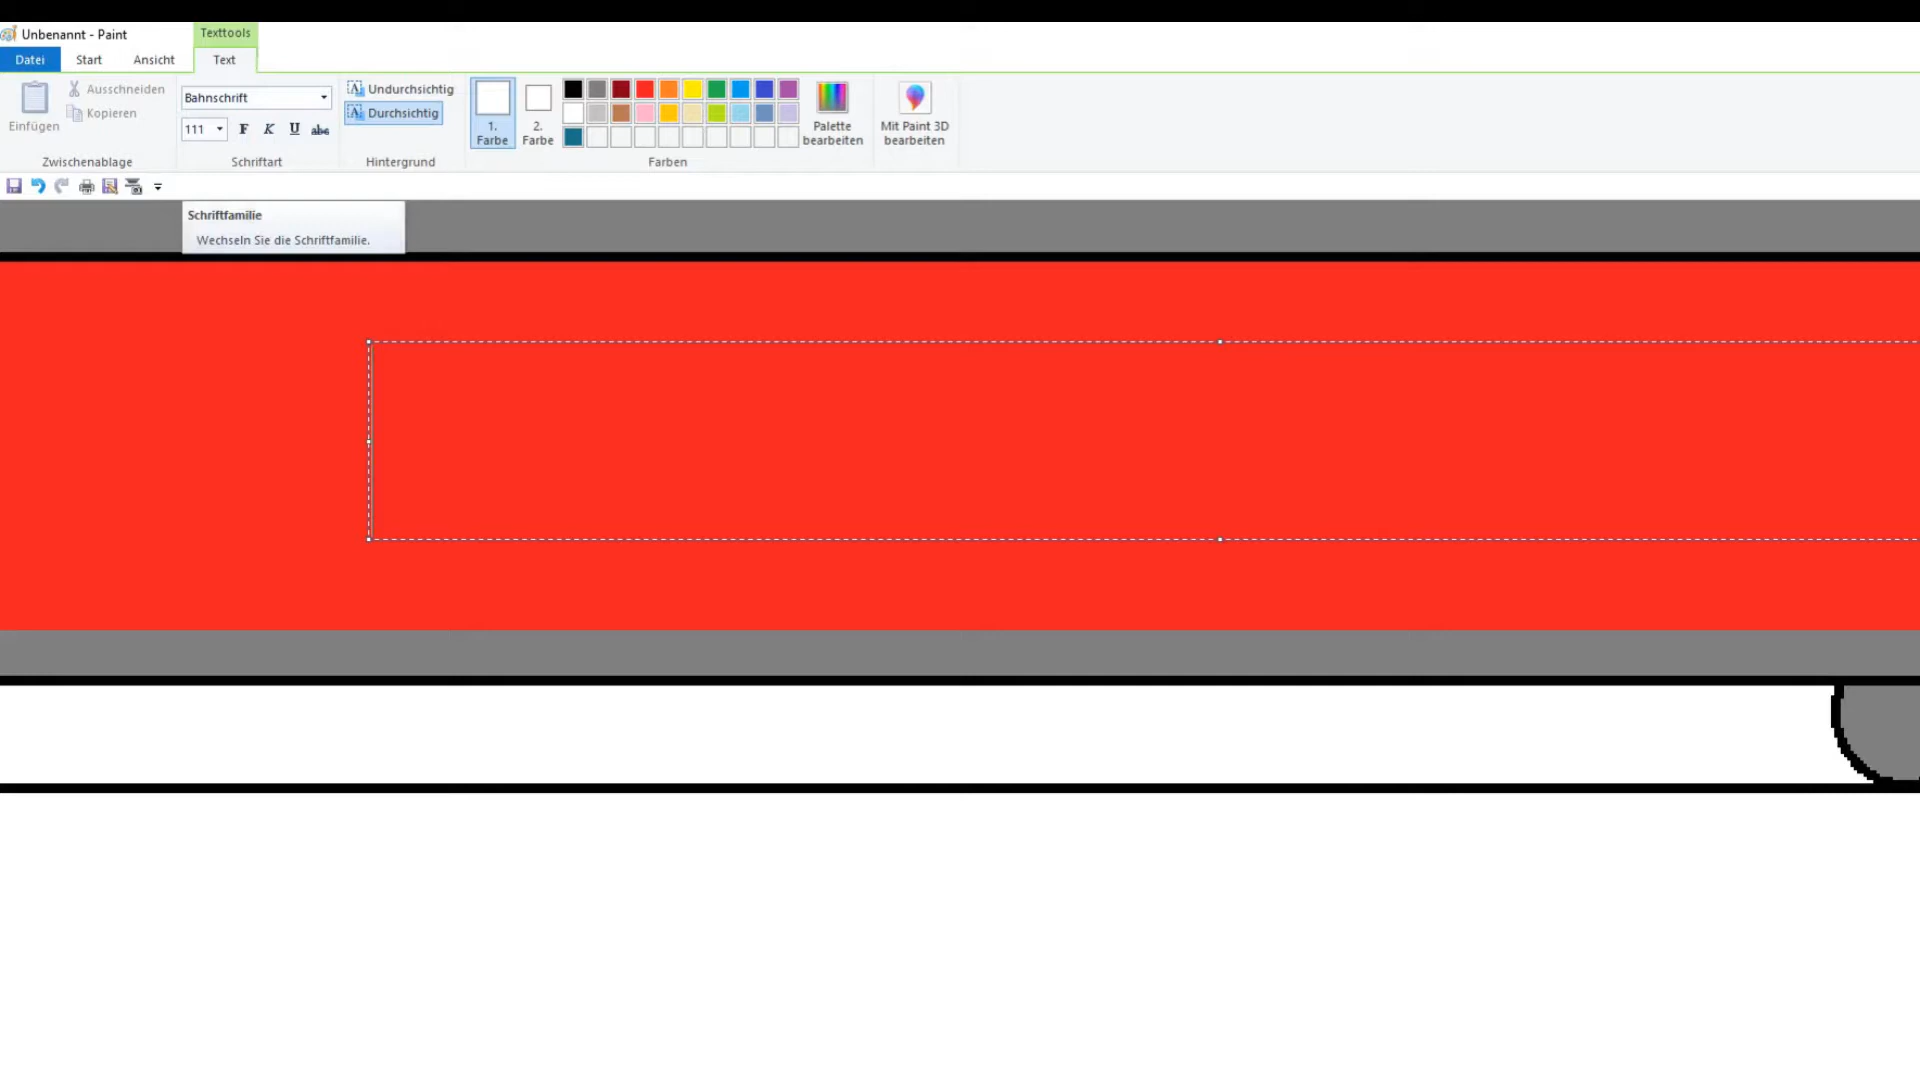 Unbenannt - Paint
Texttools
Datei
Start
Ansicht
Text
Einfügen
Ausschneiden
Kopieren
Zwischenablage
Bahnschrift
111
F K U abc
Schriftart
A Undurchsichtig
A Durchsichtig
Hintergrund
1.
Farbe
2.
Farbe
Farben
Palette
bearbeiten
Mit Paint 3D
bearbeiten
Schriftfamilie
Wechseln Sie die Schriftfamilie.